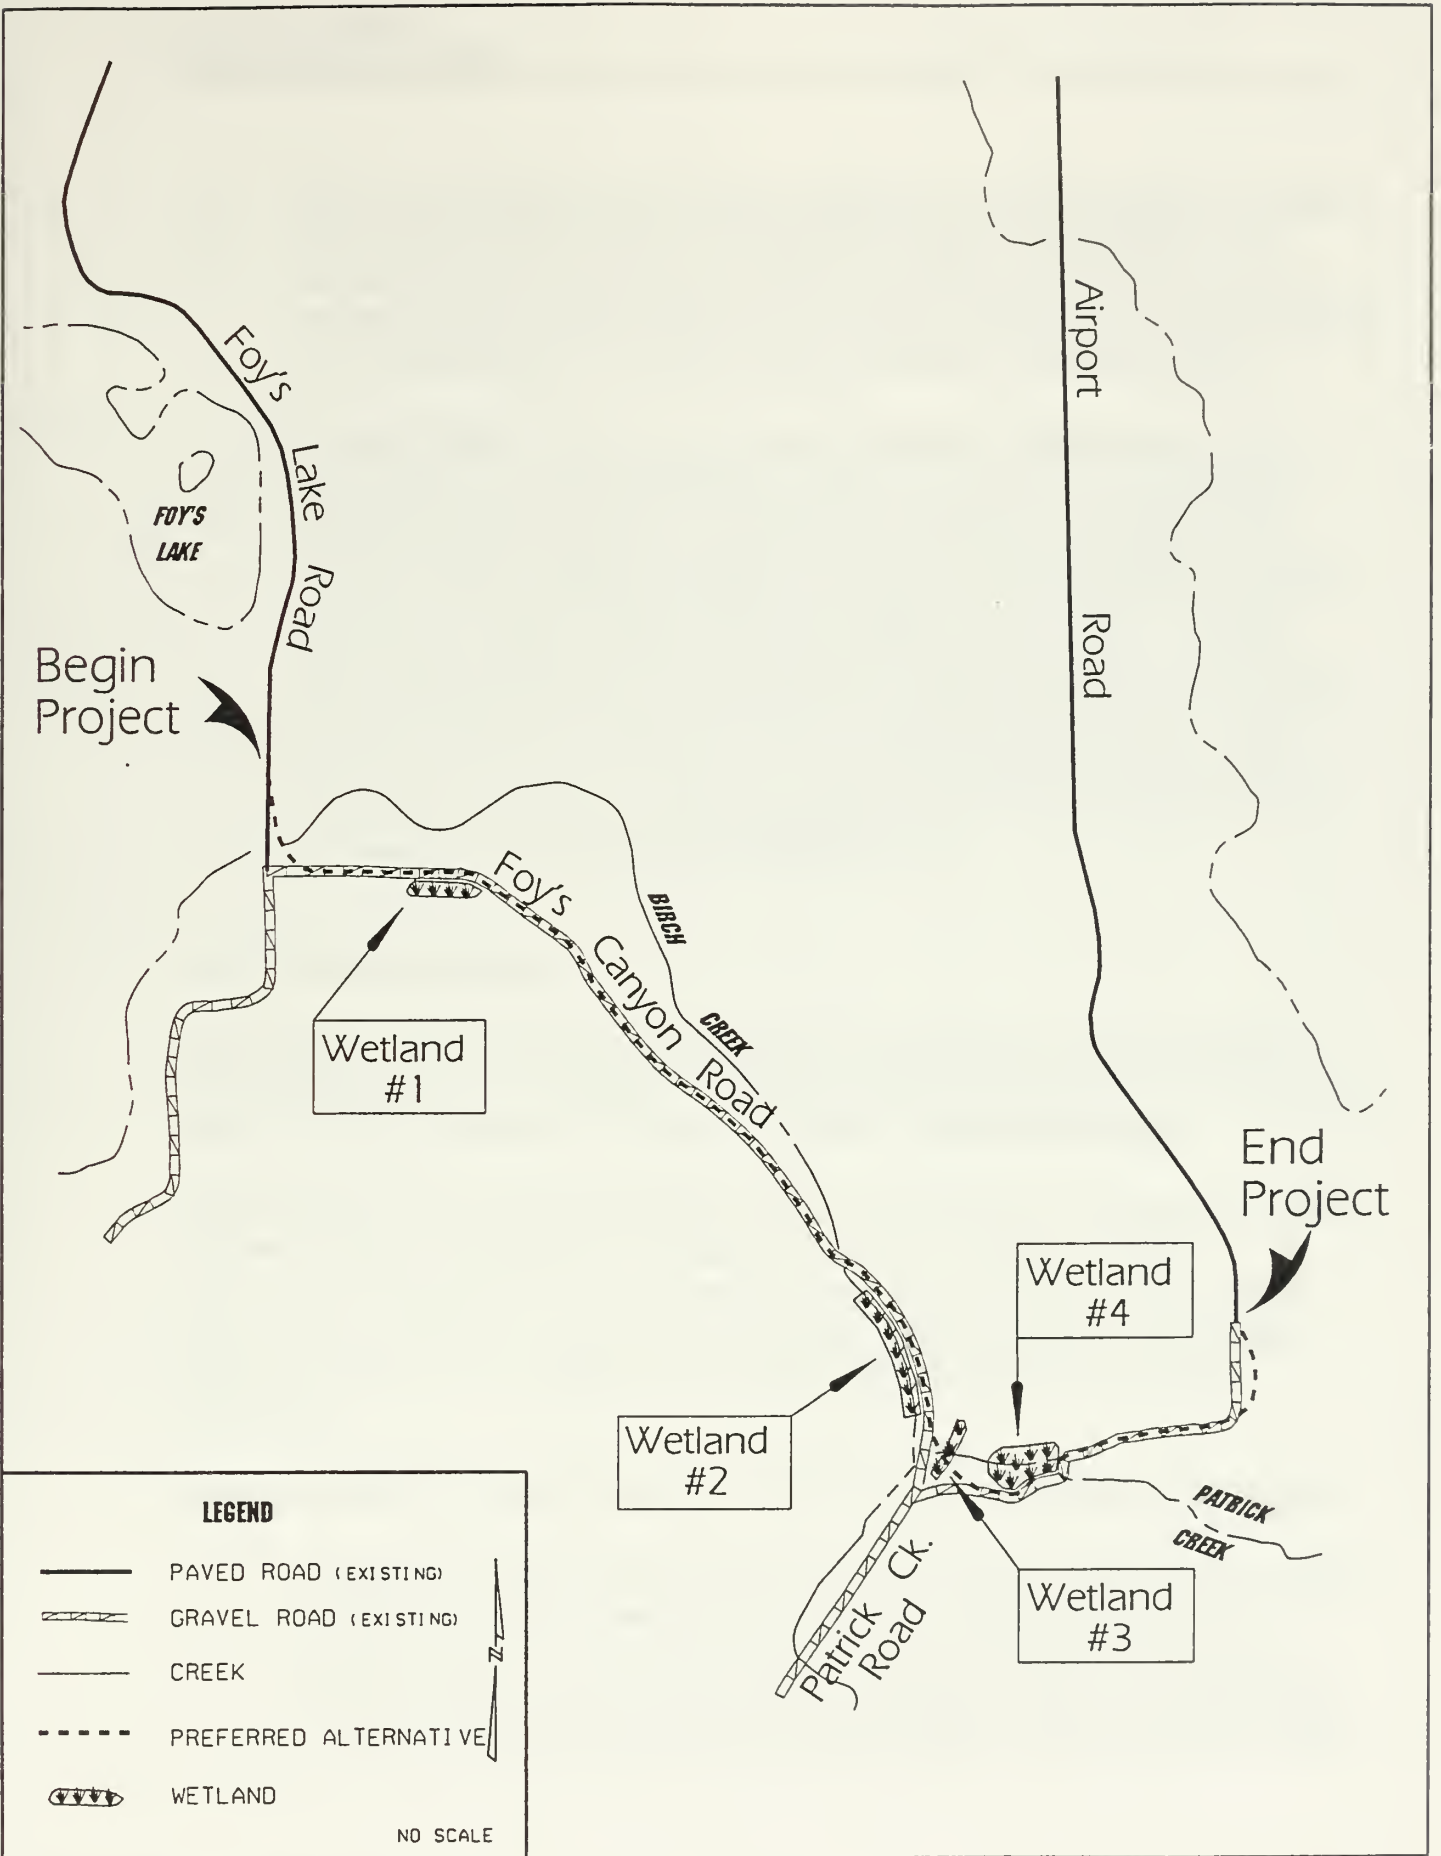 Foy's
Lake
Road
Airport
Road
FOY'S
LAKE
Begin
Project
Foy's
Canyon
Road
BIRCH
CREEK
Wetland
#1
End
Project
Wetland
#4
Wetland
#2
PATRICK
CREEK
Wetland
#3
Patrick Ck.
Road
LEGEND
PAVED ROAD (EXISTING)
GRAVEL ROAD (EXISTING)
CREEK
PREFERRED ALTERNATIVE
WETLAND
N
NO SCALE